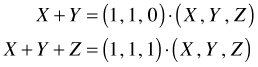 X + Y = (1, 1, 0) · (X, Y, Z)
X + Y + Z = (1, 1, 1) · (X, Y, Z)